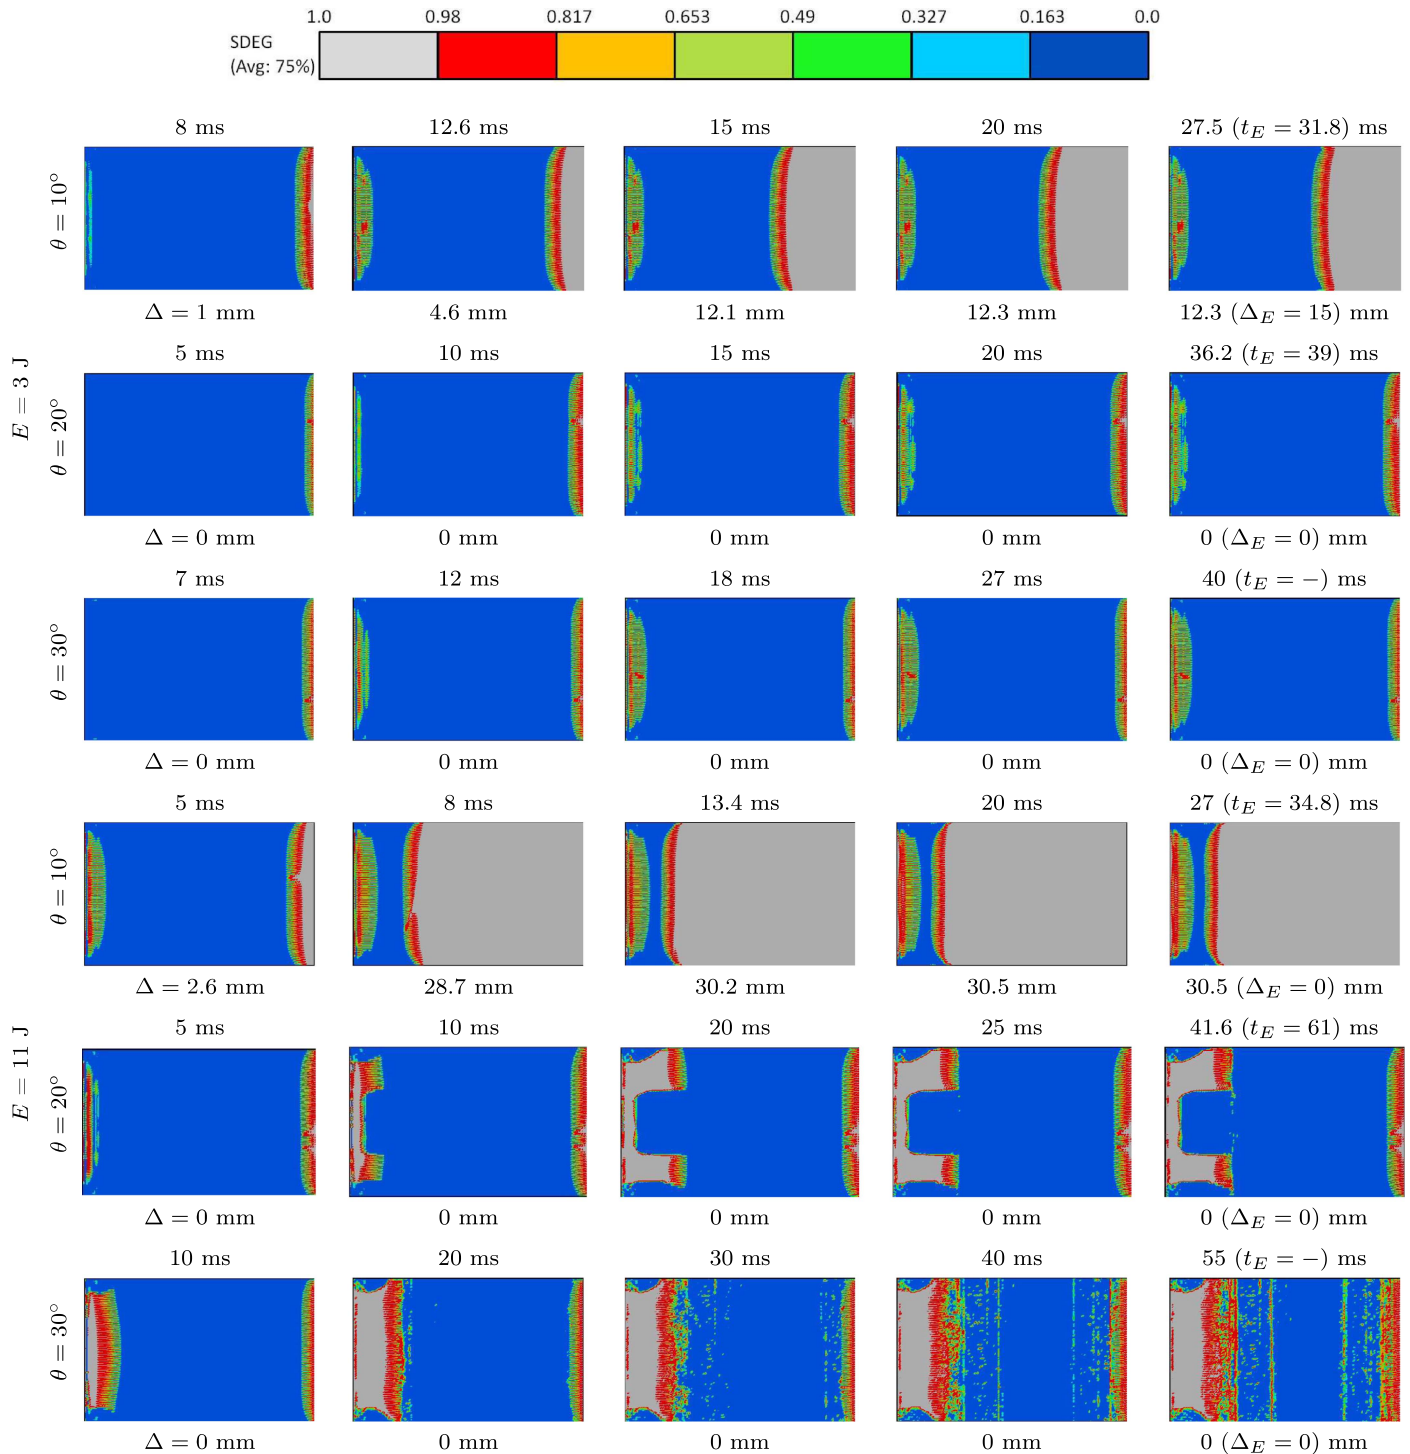 1.0 0.98 0.817 0.653 0.49 0.327 0.163 0.0
SDEG
(Avg: 75%)
8 ms 12.6 ms 15 ms 20 ms 27.5 (t_E = 31.8) ms
θ = 10°
Δ = 1 mm 4.6 mm 12.1 mm 12.3 mm 12.3 (Δ_E = 15) mm
E = 3 J
5 ms 10 ms 15 ms 20 ms 36.2 (t_E = 39) ms
θ = 20°
Δ = 0 mm 0 mm 0 mm 0 mm 0 (Δ_E = 0) mm
7 ms 12 ms 18 ms 27 ms 40 (t_E = −) ms
θ = 30°
Δ = 0 mm 0 mm 0 mm 0 mm 0 (Δ_E = 0) mm
5 ms 8 ms 13.4 ms 20 ms 27 (t_E = 34.8) ms
θ = 10°
Δ = 2.6 mm 28.7 mm 30.2 mm 30.5 mm 30.5 (Δ_E = 0) mm
E = 11 J
5 ms 10 ms 20 ms 25 ms 41.6 (t_E = 61) ms
θ = 20°
Δ = 0 mm 0 mm 0 mm 0 mm 0 (Δ_E = 0) mm
10 ms 20 ms 30 ms 40 ms 55 (t_E = −) ms
θ = 30°
Δ = 0 mm 0 mm 0 mm 0 mm 0 (Δ_E = 0) mm